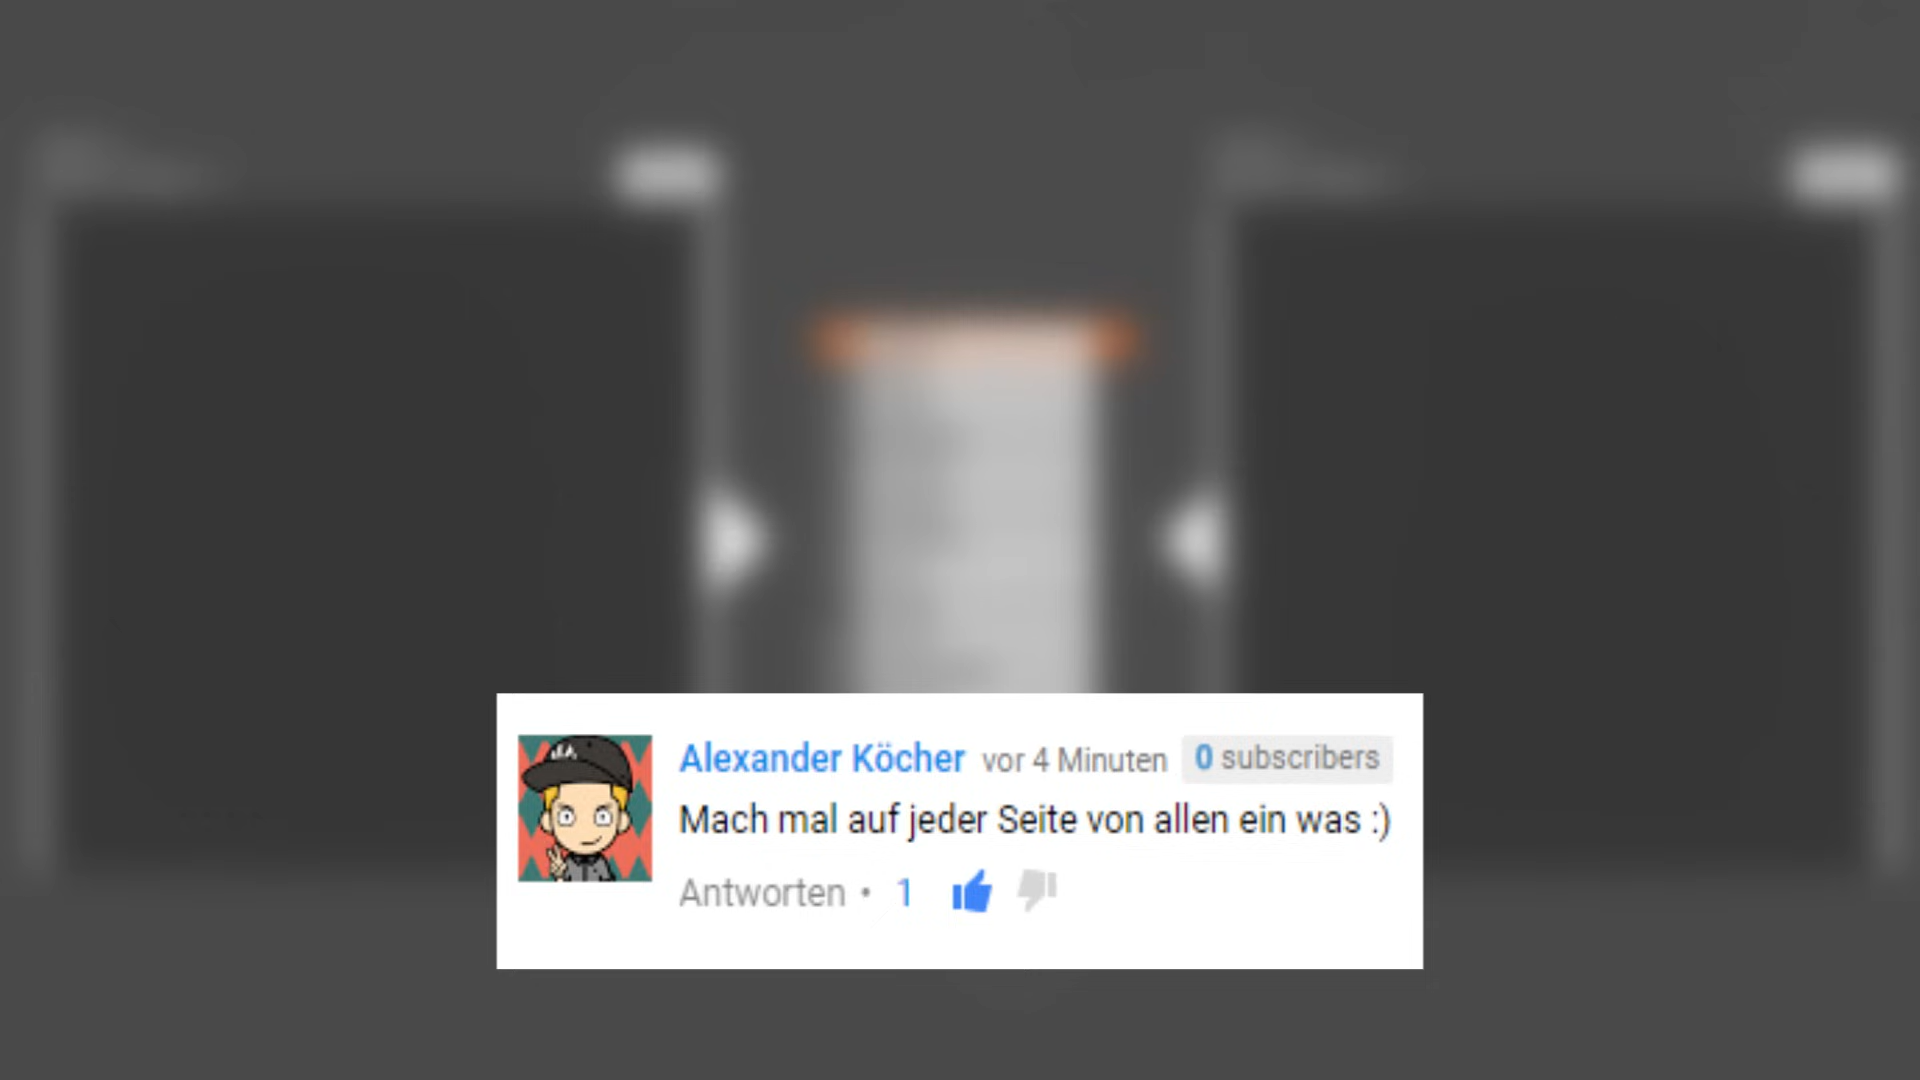 Alexander Köcher vor 4 Minuten 0 subscribers
Mach mal auf jeder Seite von allen ein was :)
Antworten • 1